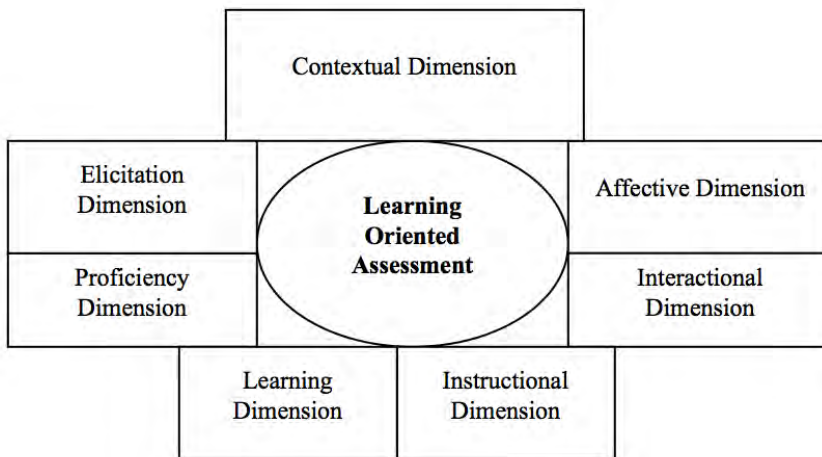 Contextual Dimension
Elicitation
Dimension
Affective Dimension
Learning
Oriented
Assessment
Proficiency
Dimension
Interactional
Dimension
Learning
Dimension
Instructional
Dimension